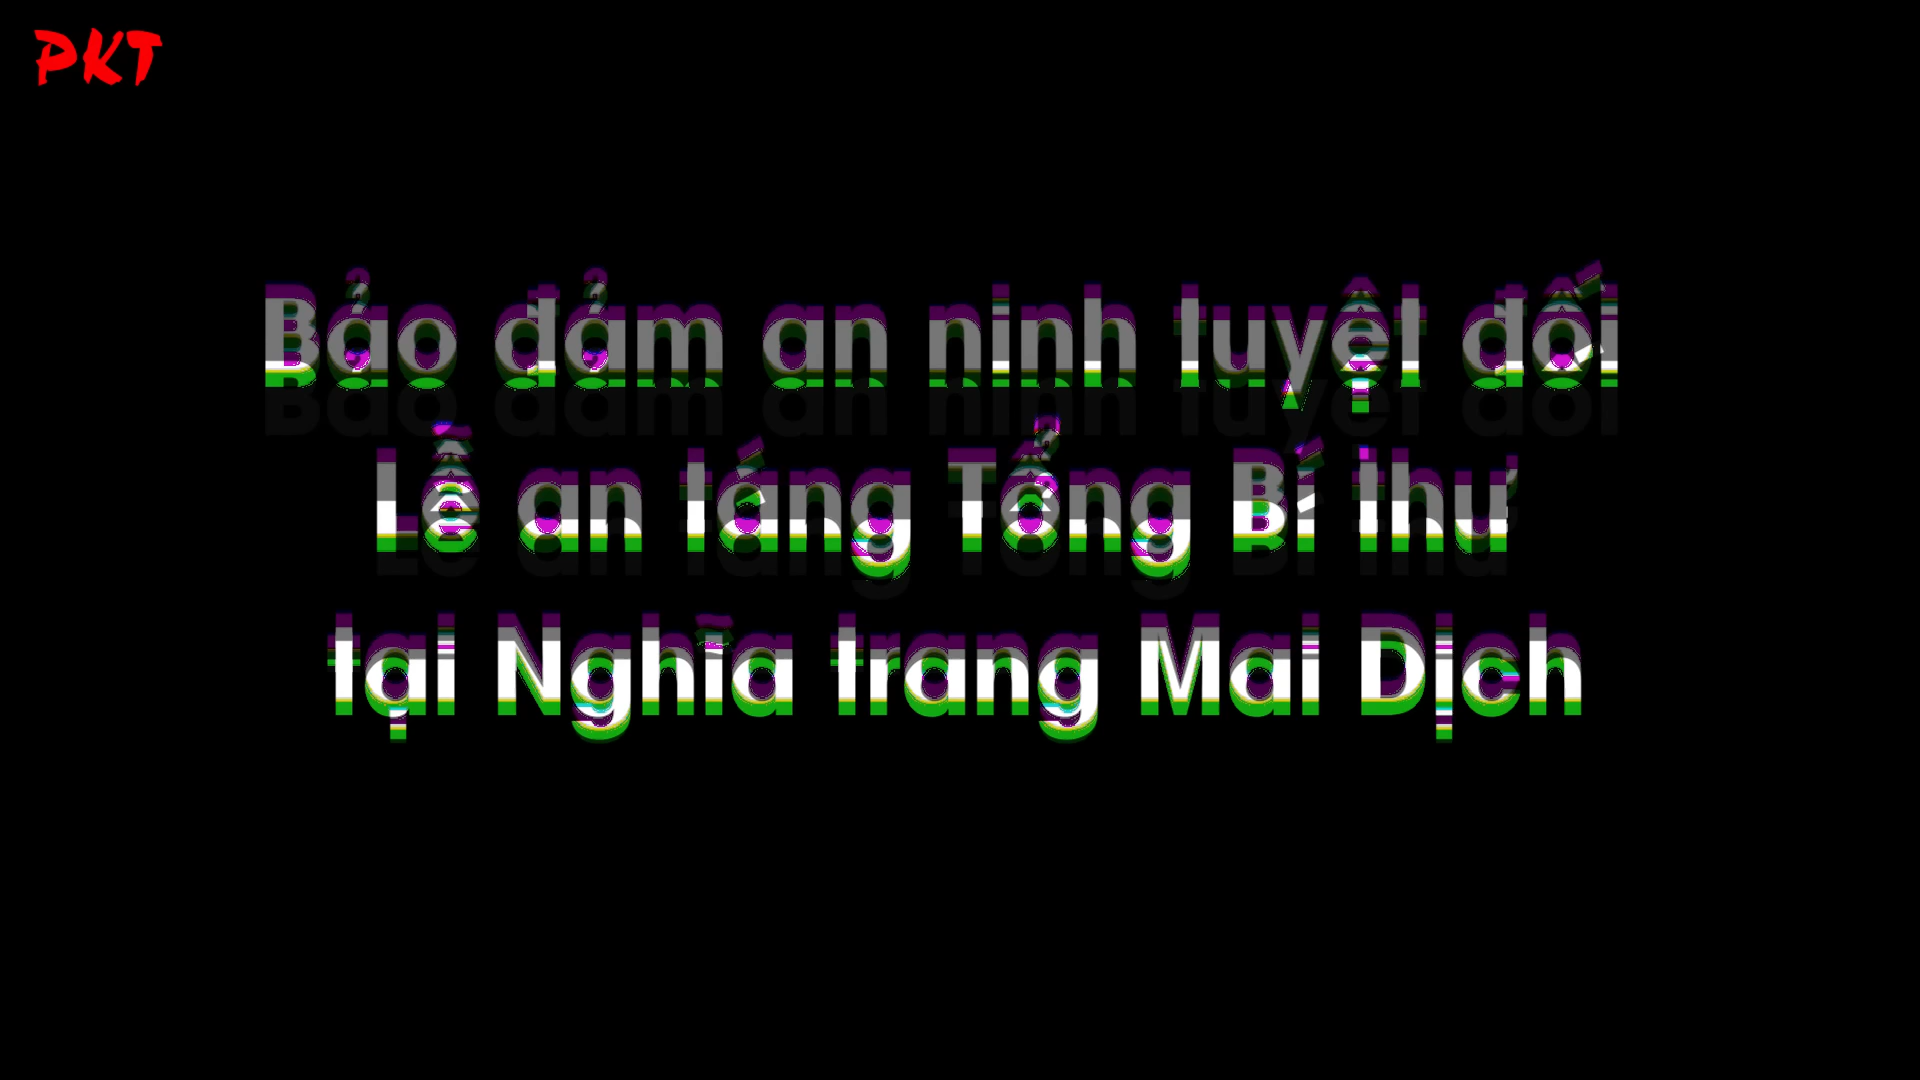 PKT
Bảo đảm an ninh tuyệt đối
Lễ an táng Tổng Bí thư
tại Nghĩa trang Mai Dịch